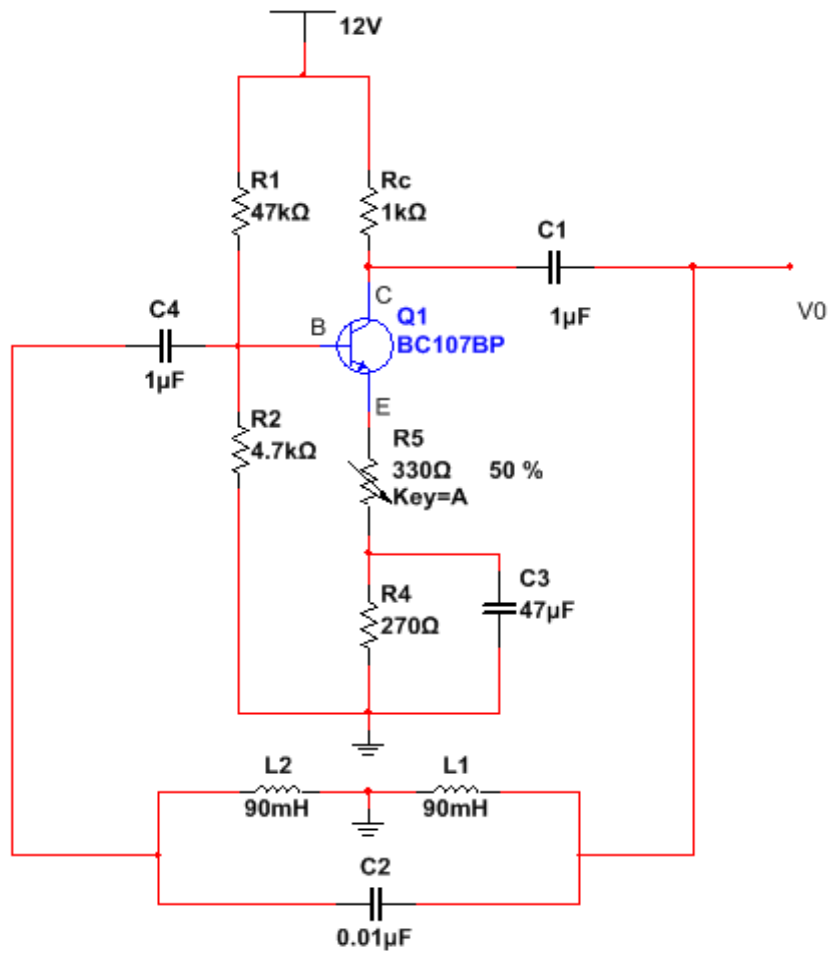 12V
R1
47kΩ
Rc
1kΩ
C1
1µF
V0
C4
1µF
B
C
Q1
BC107BP
E
R2
4.7kΩ
R5
330Ω 50 %
Key=A
R4
270Ω
C3
47µF
L2
90mH
L1
90mH
C2
0.01µF